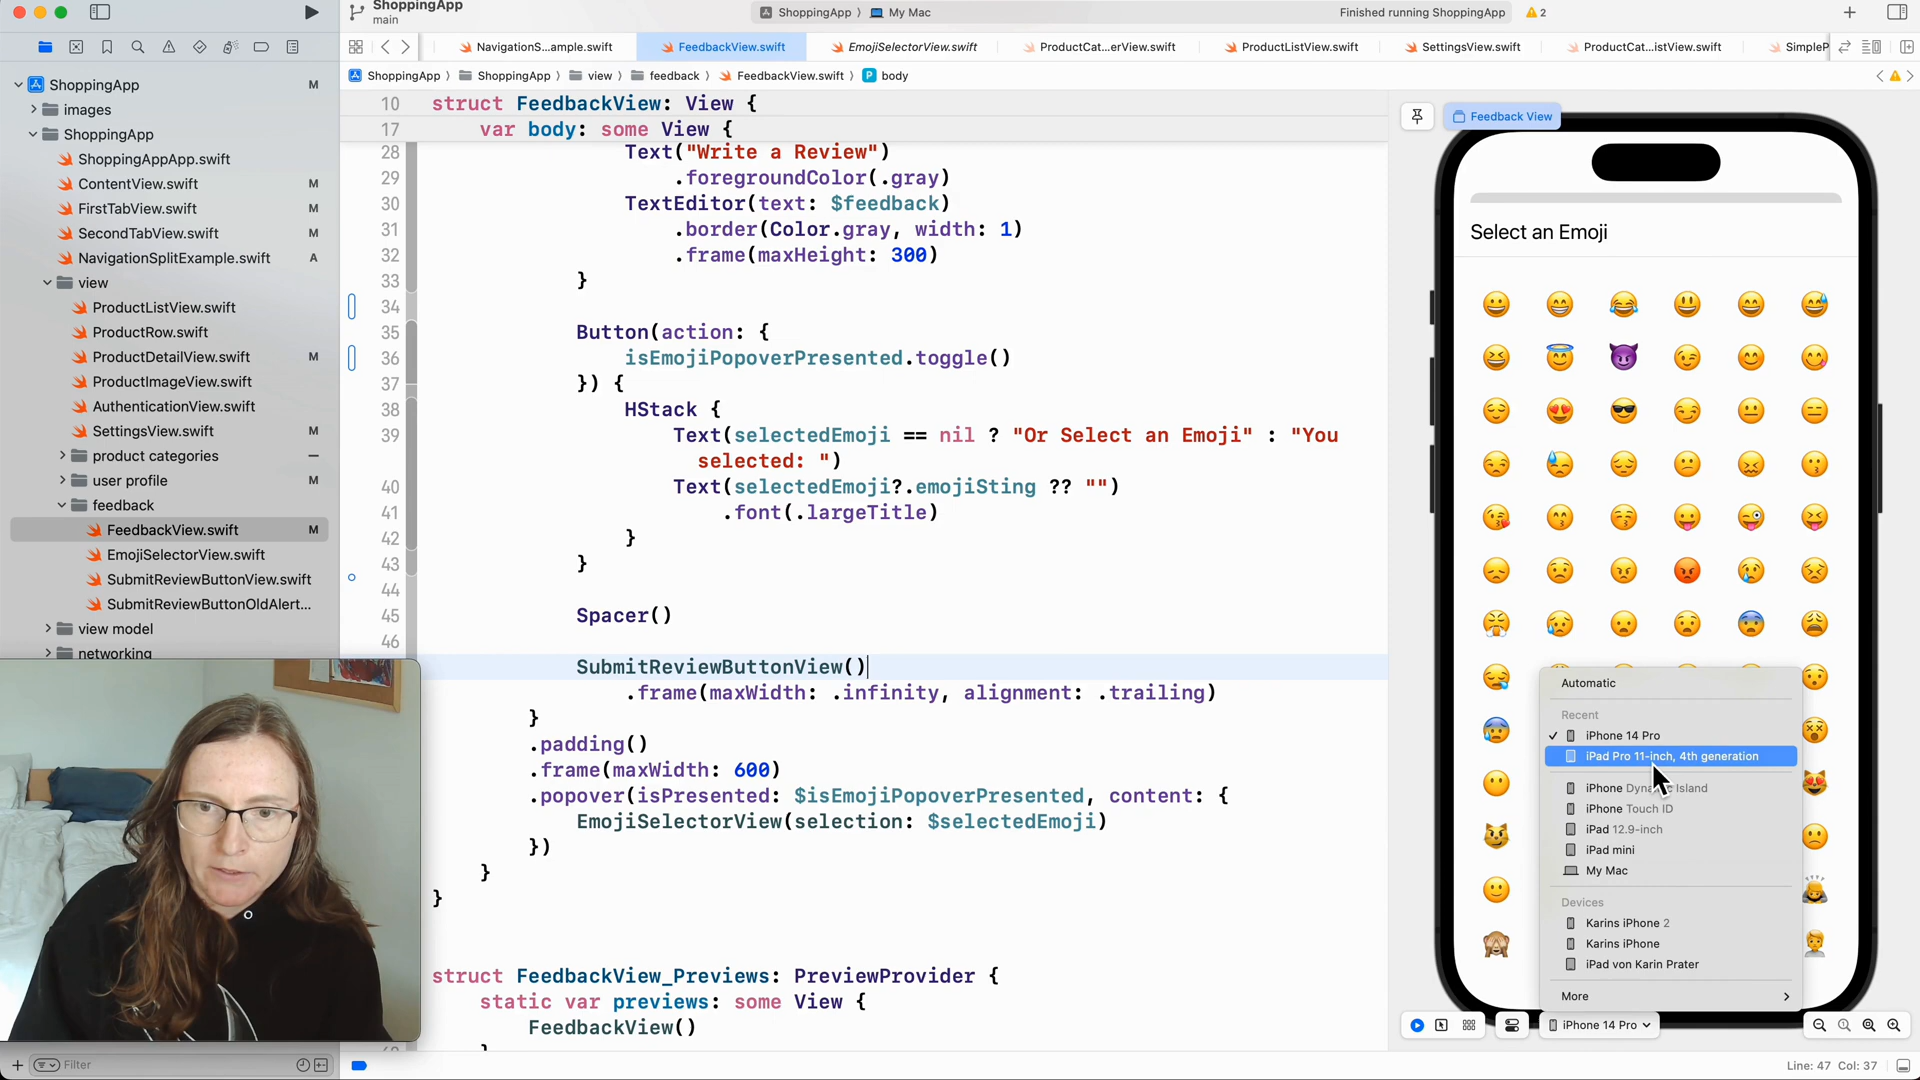 ShoppingApp
main
ShoppingApp 〉 My Mac
Finished running ShoppingApp
2
NavigationS...ample.swift
FeedbackView.swift
EmojiSelectorView.swift
ProductCat...erView.swift
ProductListView.swift
SettingsView.swift
ProductCat...istView.swift
SimpleP
ShoppingApp 〉 ShoppingApp 〉 view 〉 feedback 〉 FeedbackView.swift 〉 P body
ShoppingApp M
images
ShoppingApp
ShoppingAppApp.swift
ContentView.swift M
FirstTabView.swift M
SecondTabView.swift M
NavigationSplitExample.swift A
view
ProductListView.swift
ProductRow.swift
ProductDetailView.swift M
ProductImageView.swift
AuthenticationView.swift
SettingsView.swift M
product categories
user profile M
feedback
FeedbackView.swift M
EmojiSelectorView.swift
SubmitReviewButtonView.swift
SubmitReviewButtonOldAlert...
view model
networking
Filter
10 struct FeedbackView: View {
17 var body: some View {
28 Text("Write a Review")
29 .foregroundColor(.gray)
30 TextEditor(text: $feedback)
31 .border(Color.gray, width: 1)
32 .frame(maxHeight: 300)
33 }
34
35 Button(action: {
36 isEmojiPopoverPresented.toggle()
37 }) {
38 HStack {
39 Text(selectedEmoji == nil ? "Or Select an Emoji" : "You
selected: ")
40 Text(selectedEmoji?.emojiSting ?? "")
41 .font(.largeTitle)
42 }
43 }
44
45 Spacer()
46
SubmitReviewButtonView()
.frame(maxWidth: .infinity, alignment: .trailing)
}
.padding()
.frame(maxWidth: 600)
.popover(isPresented: $isEmojiPopoverPresented, content: {
EmojiSelectorView(selection: $selectedEmoji)
})
}
}
struct FeedbackView_Previews: PreviewProvider {
static var previews: some View {
FeedbackView()
Feedback View
Select an Emoji
Automatic
Recent
iPhone 14 Pro
iPad Pro 11-inch, 4th generation
iPhone Dynamic Island
iPhone Touch ID
iPad 12.9-inch
iPad mini
My Mac
Devices
Karins iPhone 2
Karins iPhone
iPad von Karin Prater
More
iPhone 14 Pro
Line: 47 Col: 37